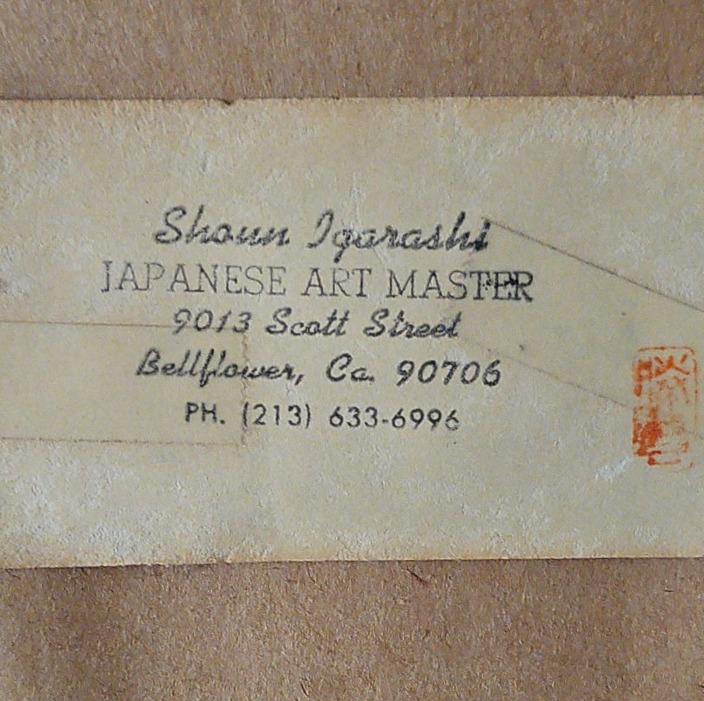 Shoun Igarashi
JAPANESE ART MASTER
9013 Scott Street
Bellflower, Ca. 90706
PH. (213) 633-6996